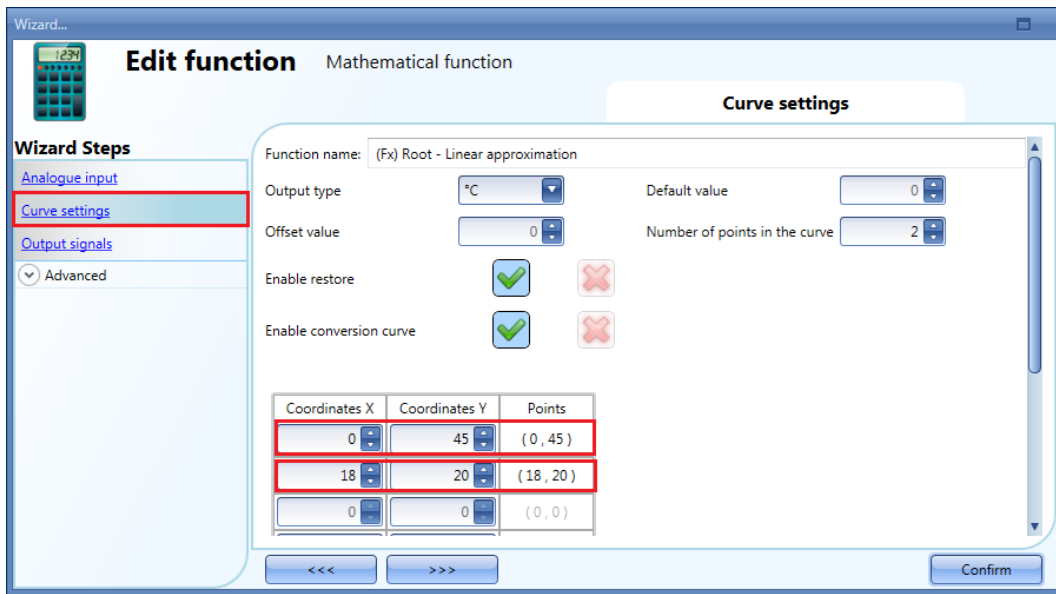 Wizard...
1234
Edit function Mathematical function
Curve settings
Wizard Steps
Analogue input
Curve settings
Output signals
Advanced
Function name: (Fx) Root - Linear approximation
Output type °C Default value 0
Offset value 0 Number of points in the curve 2
Enable restore
Enable conversion curve
Coordinates X Coordinates Y Points
0 45 ( 0 , 45 )
18 20 ( 18 , 20 )
0 0 ( 0 , 0 )
<<< >>> Confirm